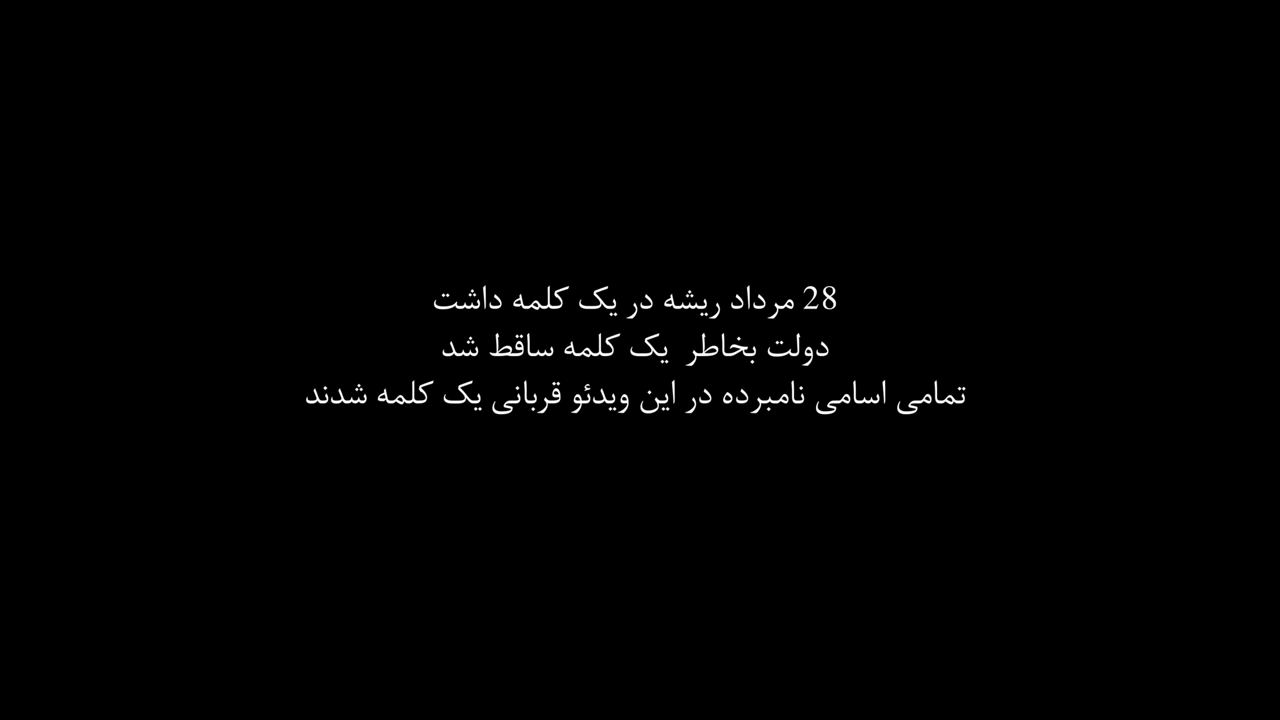 28 مرداد ریشه در یک کلمه داشت
دولت بخاطر یک کلمه ساقط شد
تمامی اسامی نامبرده در این ویدئو قربانی یک کلمه شدند